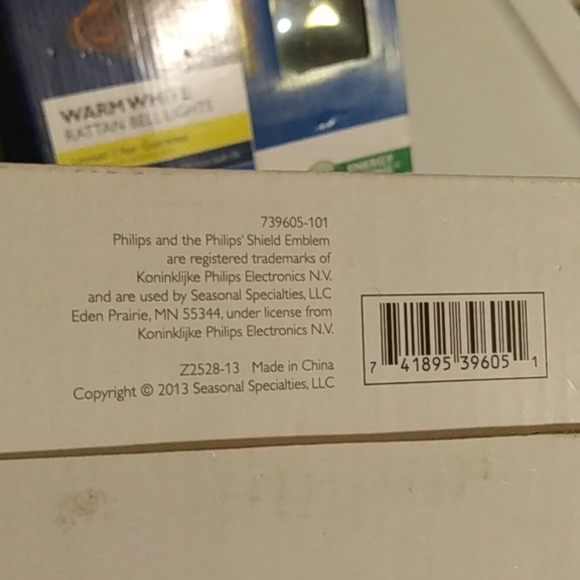 WARM WHITE
RATTAN BELL LIGHTS
ENERGY
739605-101
Philips and the Philips' Shield Emblem
are registered trademarks of
Koninklijke Philips Electronics N.V.
and are used by Seasonal Specialties, LLC
Eden Prairie, MN 55344, under license from
Koninklijke Philips Electronics N.V.
Z2528-13 Made in China
Copyright © 2013 Seasonal Specialties, LLC
7 41895 39605 1